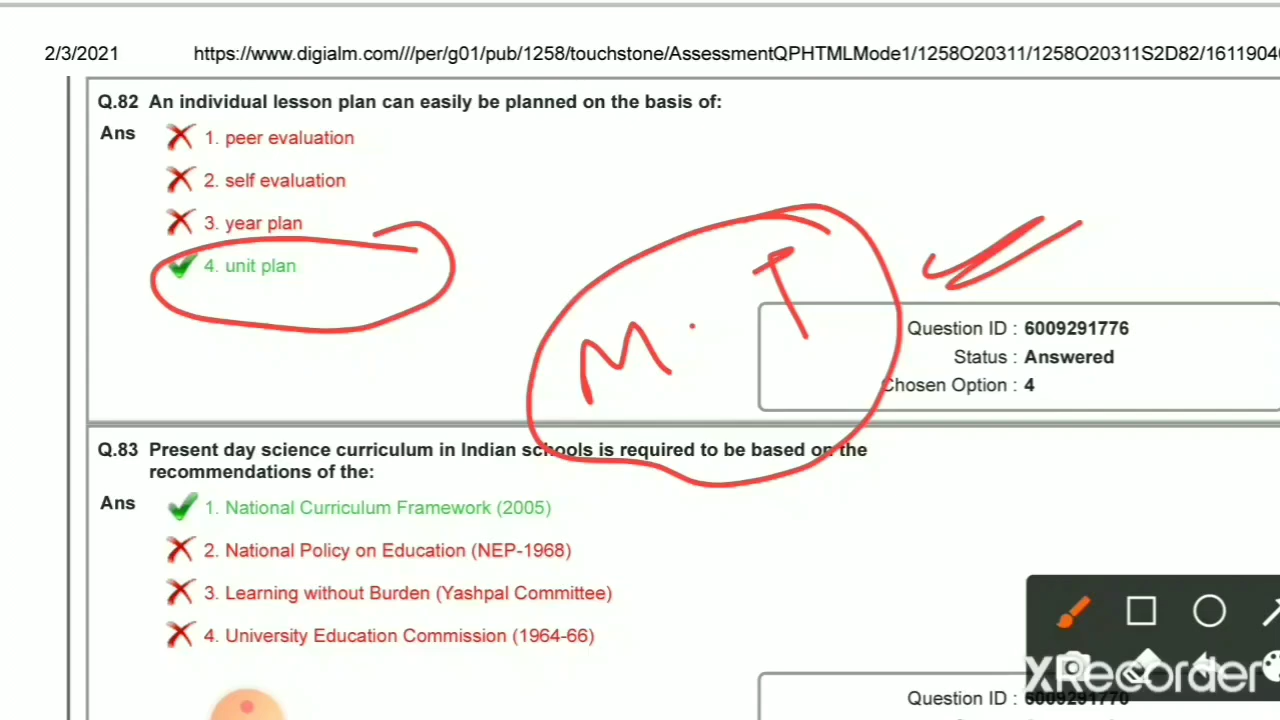 2/3/2021 https://www.digialm.com///per/g01/pub/1258/touchstone/AssessmentQPHTMLMode1/1258O20311/1258O20311S2D82/161190
Q.82 An individual lesson plan can easily be planned on the basis of:
Ans 1. peer evaluation
2. self evaluation
3. year plan
4. unit plan
M. T
Question ID : 6009291776
Status : Answered
Chosen Option : 4
Q.83 Present day science curriculum in Indian schools is required to be based on the
recommendations of the:
Ans 1. National Curriculum Framework (2005)
2. National Policy on Education (NEP-1968)
3. Learning without Burden (Yashpal Committee)
4. University Education Commission (1964-66)
XRecorder
Question ID : 6009291770